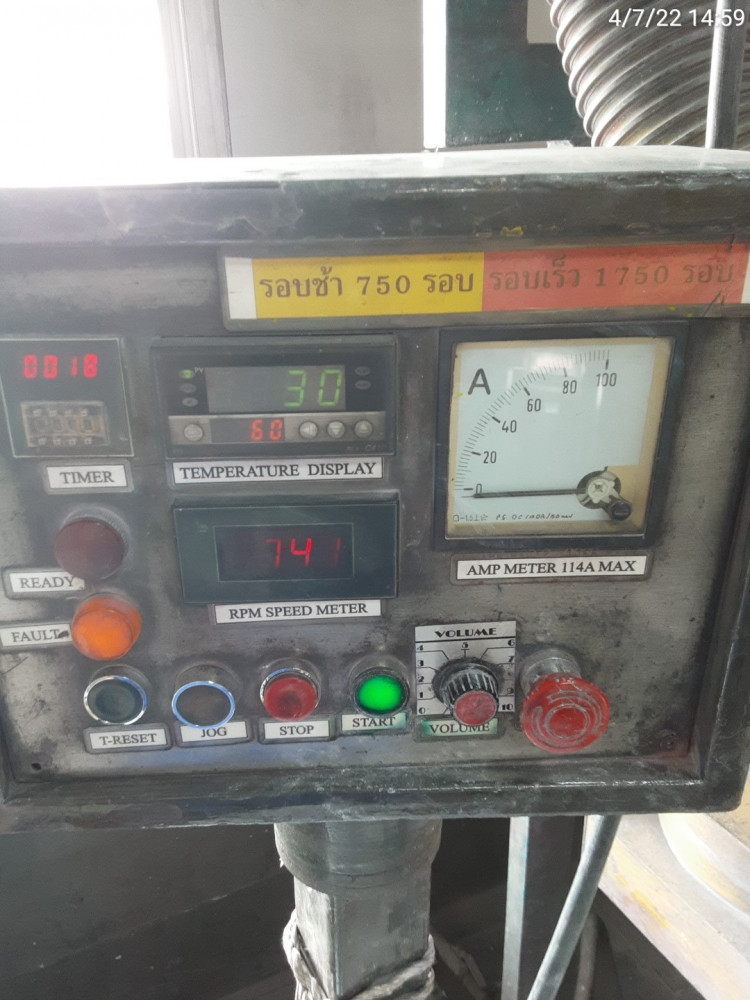 4/7/22 14:59
รอบช้า 750 รอบ รอบเร็ว 1750 รอบ
0018
TIMER
30
60
TEMPERATURE DISPLAY
741
RPM SPEED METER
A
0 20 40 60 80 100
AMP METER 114A MAX
READY
FAULT
T-RESET
JOG
STOP
START
VOLUME
0 1 2 3 4 5 6 7 8 9 10
VOLUME